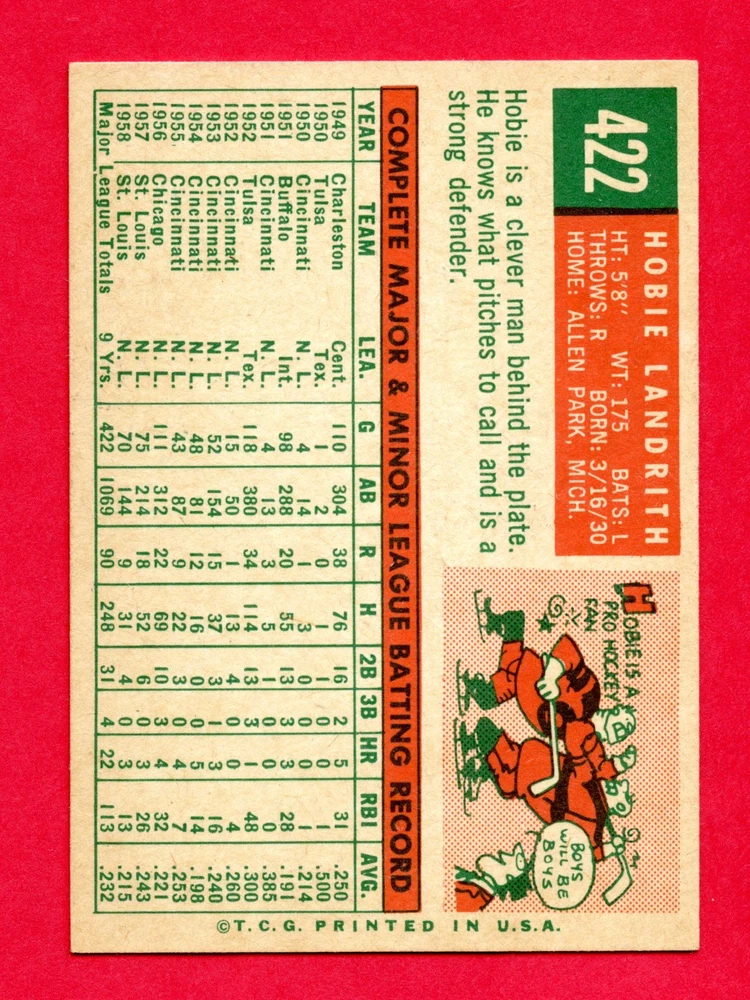 422
HOBIE LANDRITH
HT: 5'8" WT: 175 BATS: L
THROWS: R BORN: 3/16/30
HOME: ALLEN PARK, MICH.
Hobie is a clever man behind the plate.
He knows what pitches to call and is a
strong defender.
HOBIE IS A
PRO HOCKEY
FAN
BOYS
WILL BE
BOYS
COMPLETE MAJOR & MINOR LEAGUE BATTING RECORD
YEAR TEAM LEA. G AB R H 2B 3B HR RBI AVG.
1949 Charleston Cent. 110 304 38 76 16 2 5 31 .250
1950 Tulsa Tex. 1 2 0 1 0 0 0 1 .500
1950 Cincinnati N. L. 4 14 1 3 0 0 0 1 .214
1951 Buffalo Int. 98 288 20 55 13 3 3 28 .191
1951 Cincinnati N. L. 4 13 3 5 1 0 0 0 .385
1952 Tulsa Tex. 118 380 34 114 13 3 1 48 .300
1952 Cincinnati N. L. 15 50 1 13 4 0 0 4 .260
1953 Cincinnati N. L. 52 154 15 37 3 1 3 16 .240
1954 Cincinnati N. L. 48 81 12 16 0 0 5 14 .198
1955 Cincinnati N. L. 43 87 9 22 3 0 4 7 .253
1956 Chicago N. L. 111 312 22 69 10 3 4 32 .221
1957 St. Louis N. L. 75 214 18 52 6 0 3 26 .243
1958 St. Louis N. L. 70 144 9 31 4 0 3 13 .215
Major League Totals 9 Yrs. 422 1069 90 248 31 4 22 113 .232
©T.C.G. PRINTED IN U.S.A.